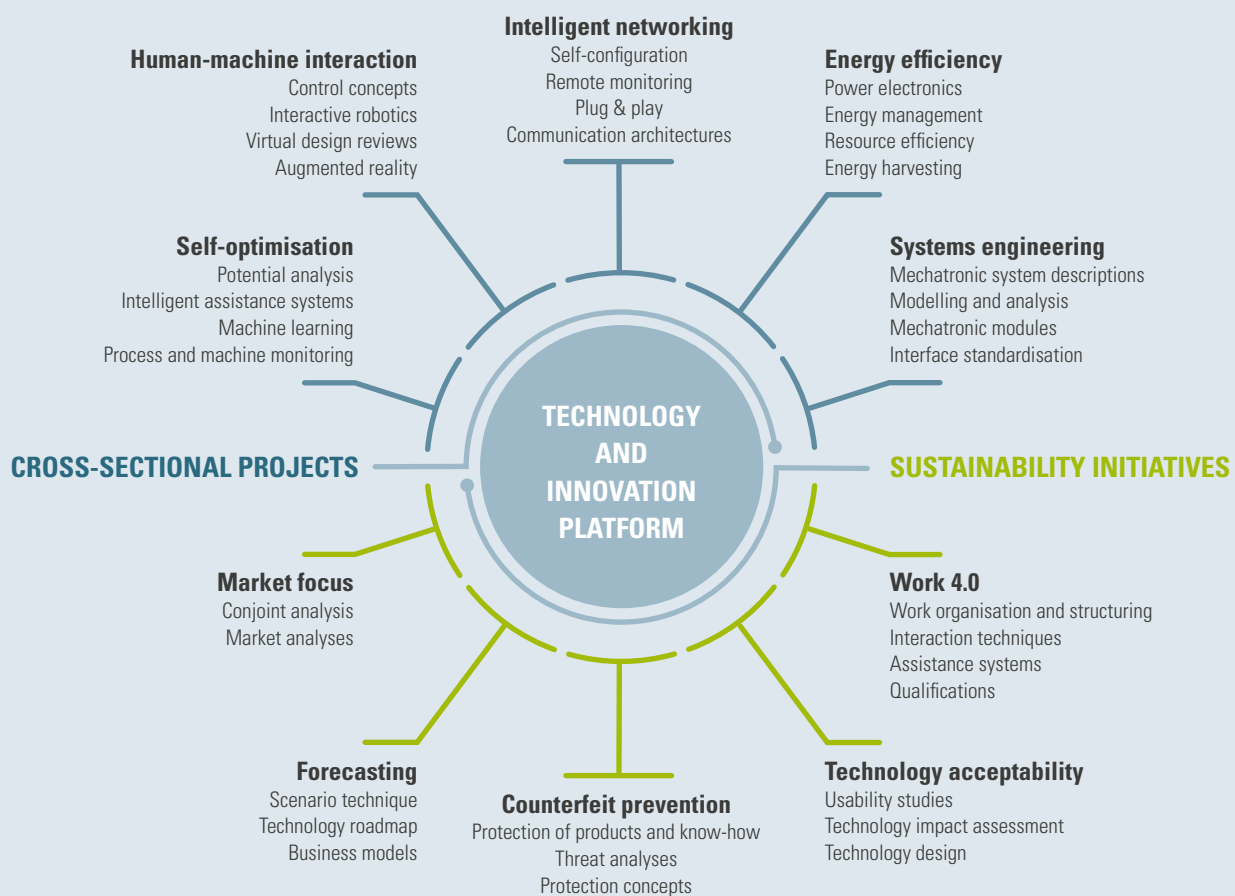 Intelligent networking
Self-configuration
Remote monitoring
Plug & play
Communication architectures
Human-machine interaction
Control concepts
Interactive robotics
Virtual design reviews
Augmented reality
Energy efficiency
Power electronics
Energy management
Resource efficiency
Energy harvesting
Self-optimisation
Potential analysis
Intelligent assistance systems
Machine learning
Process and machine monitoring
Systems engineering
Mechatronic system descriptions
Modelling and analysis
Mechatronic modules
Interface standardisation
TECHNOLOGY
AND
INNOVATION
PLATFORM
CROSS-SECTIONAL PROJECTS
SUSTAINABILITY INITIATIVES
Market focus
Conjoint analysis
Market analyses
Work 4.0
Work organisation and structuring
Interaction techniques
Assistance systems
Qualifications
Forecasting
Scenario technique
Technology roadmap
Business models
Counterfeit prevention
Protection of products and know-how
Threat analyses
Protection concepts
Technology acceptability
Usability studies
Technology impact assessment
Technology design